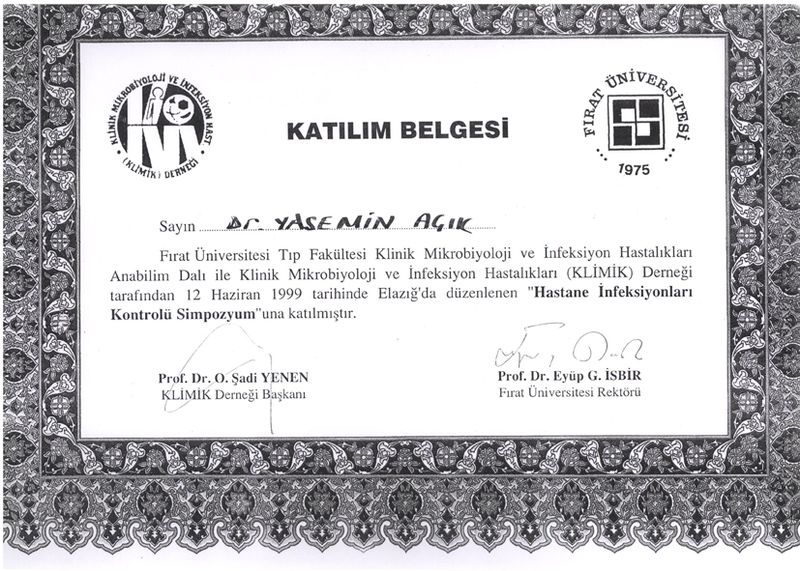 KLİNİK MİKROBİYOLOJİ VE İNFEKSİYON HAST.
(KLİMİK) DERNEĞİ
FIRAT ÜNİVERSİTESİ
1975
KATILIM BELGESİ
Sayın Dr. YASEMİN AÇIK
Fırat Üniversitesi Tıp Fakültesi Klinik Mikrobiyoloji ve İnfeksiyon Hastalıkları
Anabilim Dalı ile Klinik Mikrobiyoloji ve İnfeksiyon Hastalıkları (KLİMİK) Derneği
tarafından 12 Haziran 1999 tarihinde Elazığ'da düzenlenen "Hastane İnfeksiyonları
Kontrolü Simpozyum"una katılmıştır.
Prof. Dr. O. Şadi YENEN
KLİMİK Derneği Başkanı
Prof. Dr. Eyüp G. İSBİR
Fırat Üniversitesi Rektörü